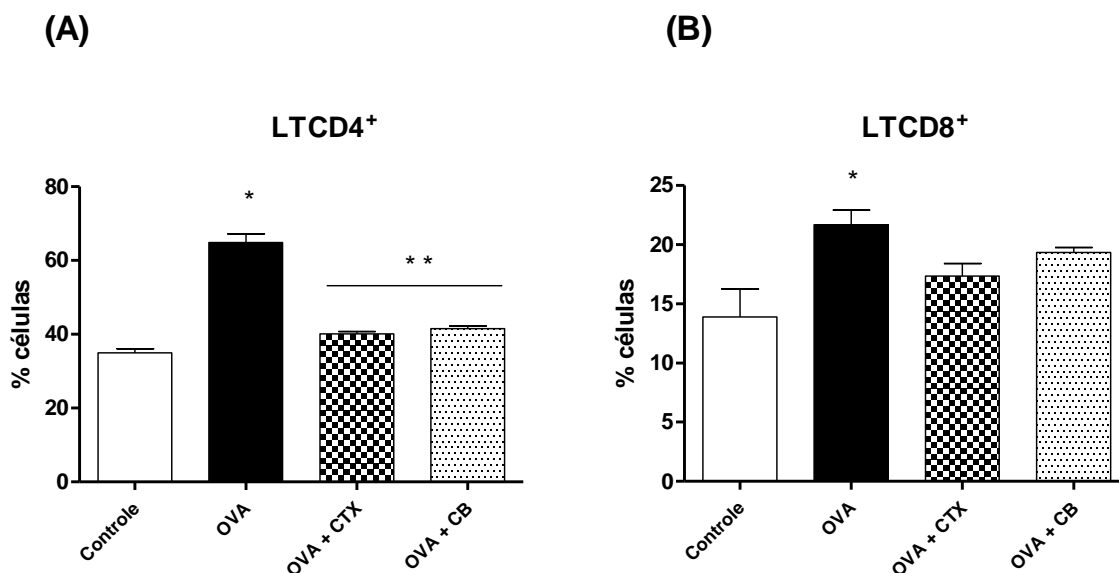 (A)
LTCD4+
% células
80
60
40
20
0
*
* *
Controle
OVA
OVA + CTX
OVA + CB
(B)
LTCD8+
% células
25
20
15
10
5
0
*
Controle
OVA
OVA + CTX
OVA + CB